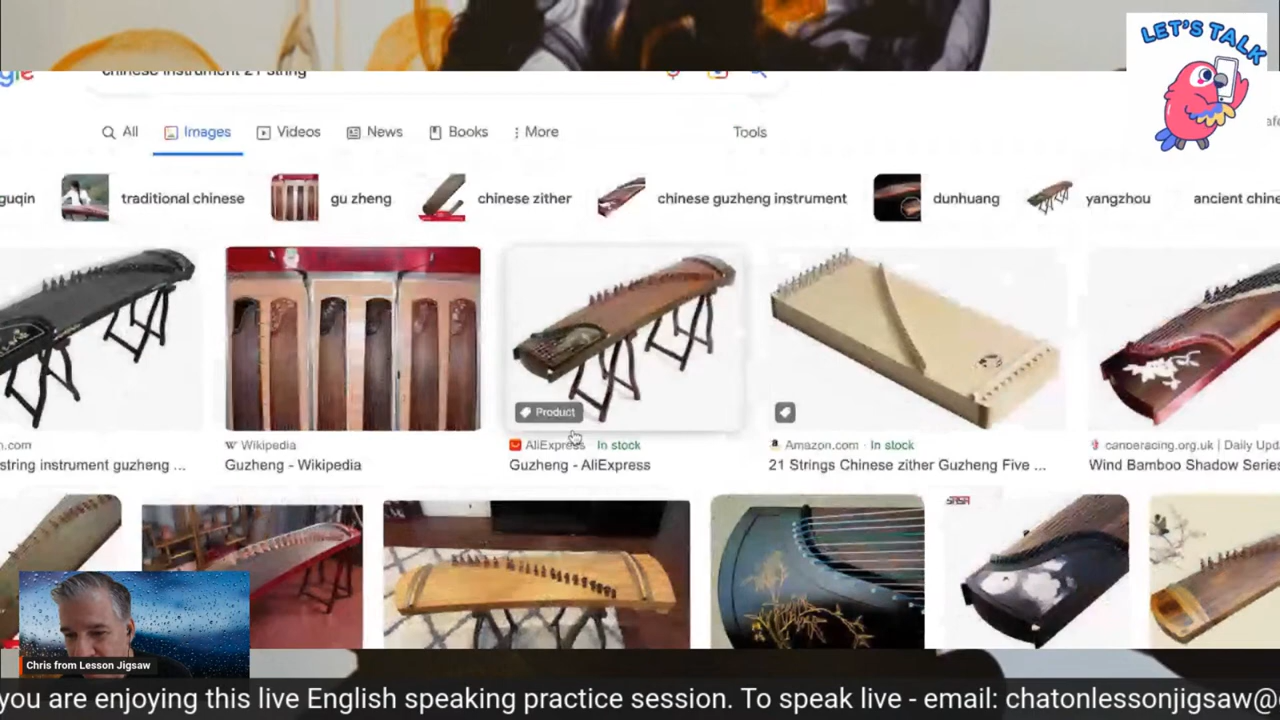 LET'S TALK
chinese instrument 21 string
All Images Videos News Books More Tools
guqin traditional chinese gu zheng chinese zither chinese guzheng instrument dunhuang yangzhou ancient chine
Product
n.com Wikipedia AliExpress · In stock Amazon.com · In stock canperacing.org.uk | Daily Upd
string instrument guzheng ... Guzheng - Wikipedia Guzheng - AliExpress 21 Strings Chinese zither Guzheng Five ... Wind Bamboo Shadow Series
Chris from Lesson Jigsaw
you are enjoying this live English speaking practice session. To speak live - email: chatonlessonjigsaw@